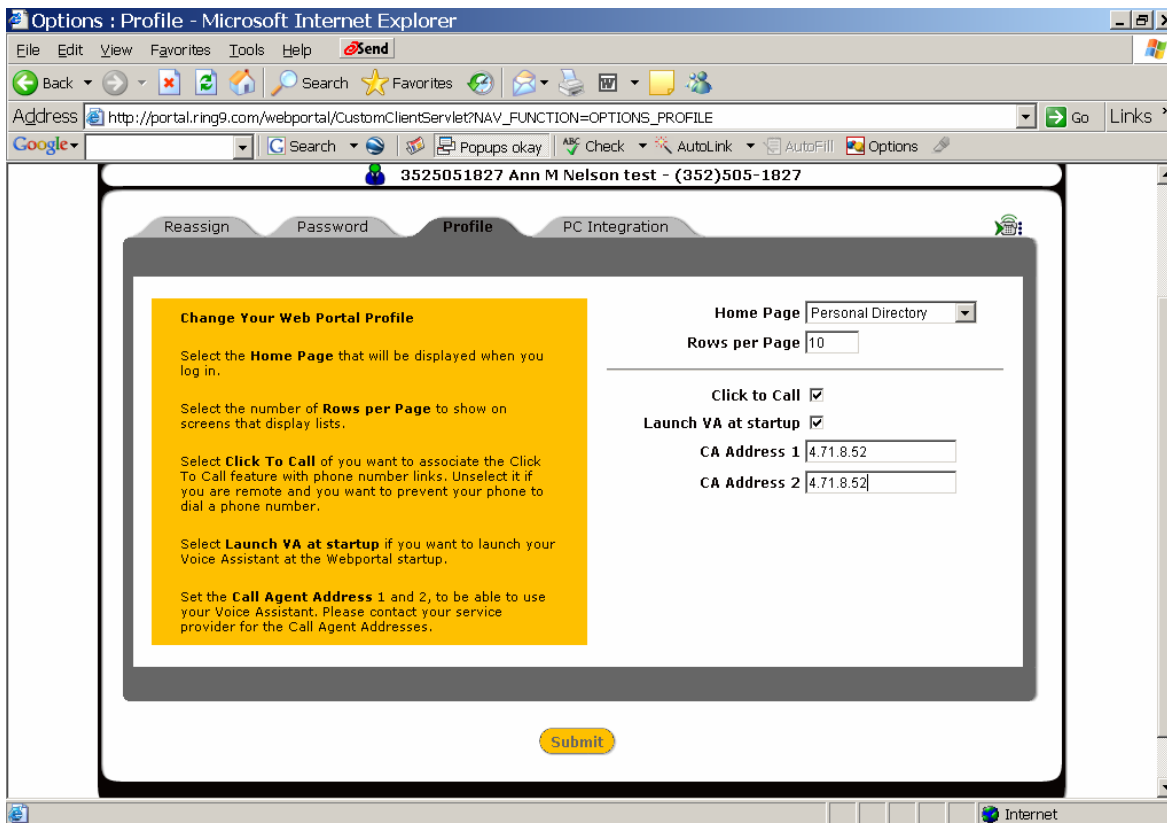 Options : Profile - Microsoft Internet Explorer
File Edit View Favorites Tools Help Send
Back Search Favorites
Address http://portal.ring9.com/webportal/CustomClientServlet?NAV_FUNCTION=OPTIONS_PROFILE Go Links
Google G Search Popups okay ABC Check AutoLink AutoFill Options
3525051827 Ann M Nelson test - (352)505-1827
Reassign Password Profile PC Integration
Change Your Web Portal Profile
Select the Home Page that will be displayed when you
log in.
Select the number of Rows per Page to show on
screens that display lists.
Select Click To Call of you want to associate the Click
To Call feature with phone number links. Unselect it if
you are remote and you want to prevent your phone to
dial a phone number.
Select Launch VA at startup if you want to launch your
Voice Assistant at the Webportal startup.
Set the Call Agent Address 1 and 2, to be able to use
your Voice Assistant. Please contact your service
provider for the Call Agent Addresses.
Home Page Personal Directory
Rows per Page 10
Click to Call
Launch VA at startup
CA Address 1 4.71.8.52
CA Address 2 4.71.8.52
Submit
Internet